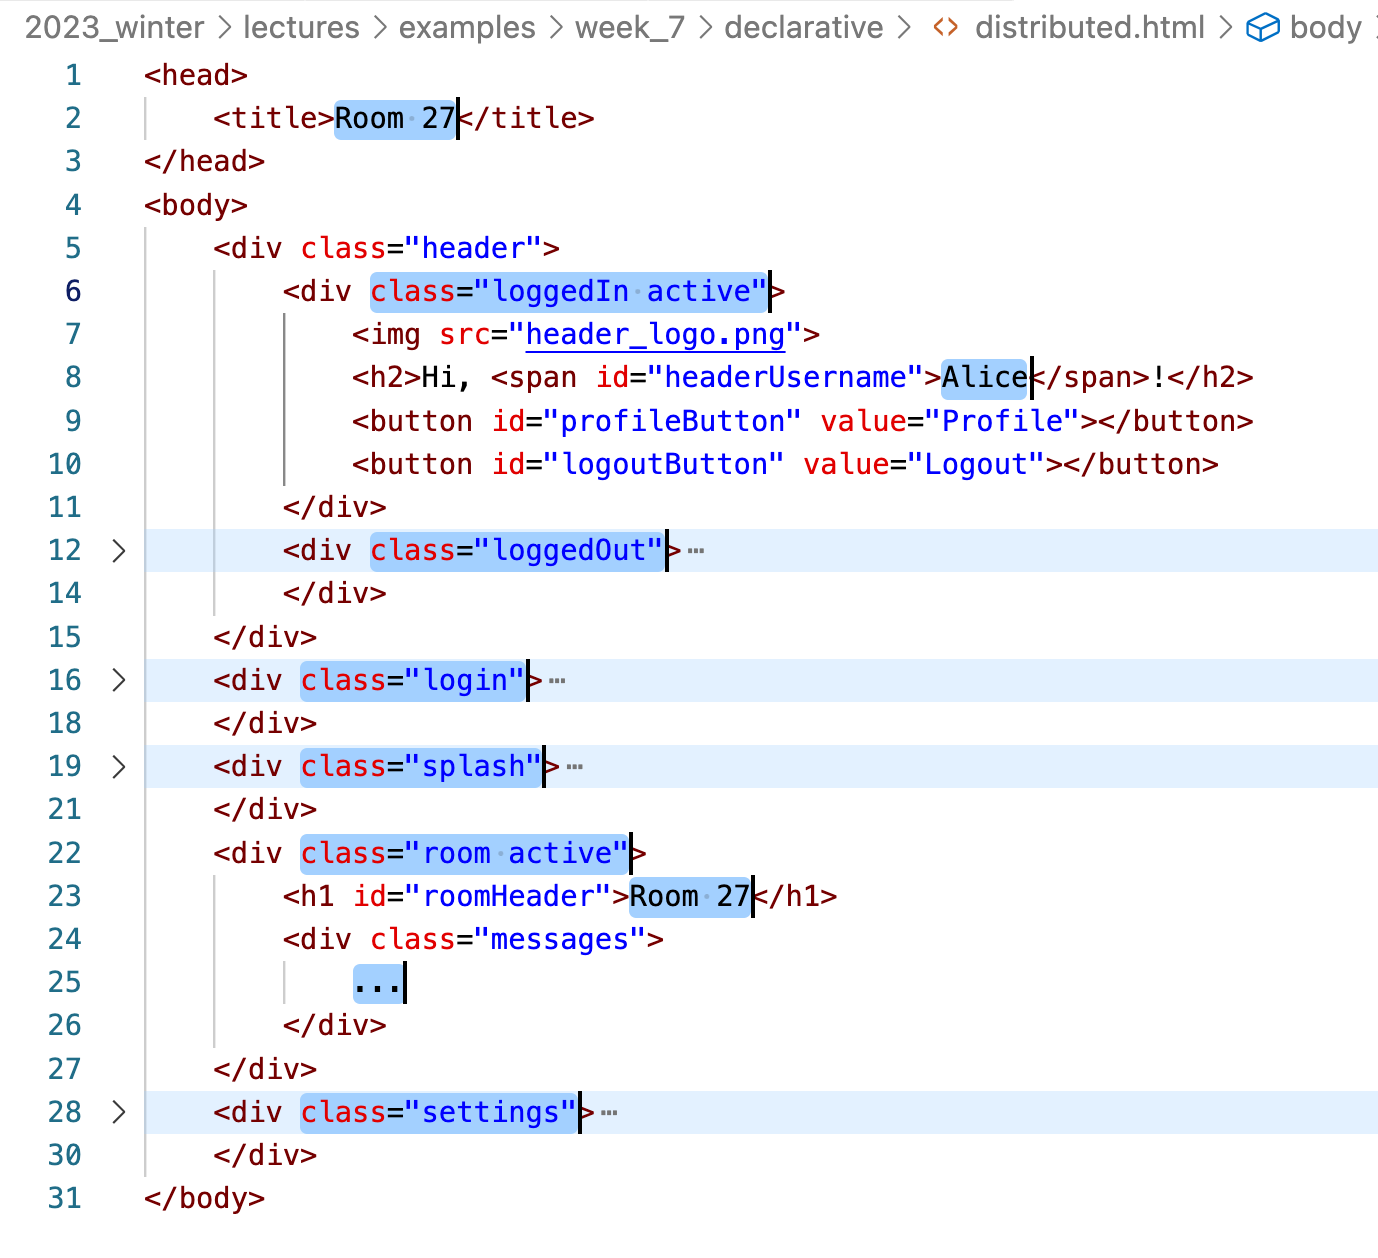 2023_winter > lectures > examples > week_7 > declarative > <> distributed.html > body >
1 <head>
2 <title>Room·27</title>
3 </head>
4 <body>
5 <div class="header">
6 <div class="loggedIn·active">
7 <img src="header_logo.png">
8 <h2>Hi, <span id="headerUsername">Alice</span>!</h2>
9 <button id="profileButton" value="Profile"></button>
10 <button id="logoutButton" value="Logout"></button>
11 </div>
12 > <div class="loggedOut">⋯
14 </div>
15 </div>
16 > <div class="login">⋯
18 </div>
19 > <div class="splash">⋯
21 </div>
22 <div class="room·active">
23 <h1 id="roomHeader">Room·27</h1>
24 <div class="messages">
25 ...
26 </div>
27 </div>
28 > <div class="settings">⋯
30 </div>
31 </body>